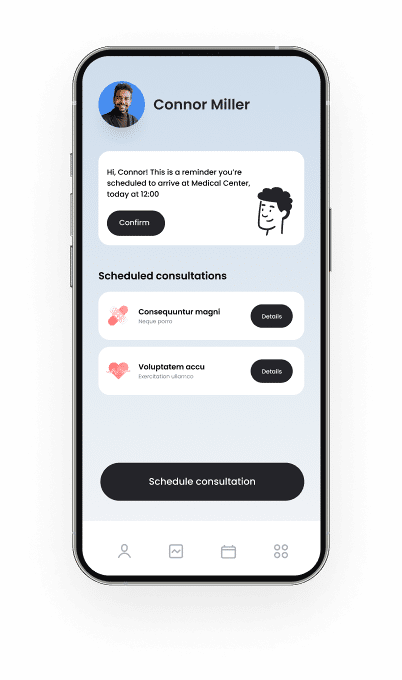 Connor Miller
Hi, Connor! This is a reminder you're
scheduled to arrive at Medical Center,
today at 12:00
Confirm
Scheduled consultations
Consequuntur magni
Neque porro
Details
Voluptatem accu
Exercitation ullamco
Details
Schedule consultation